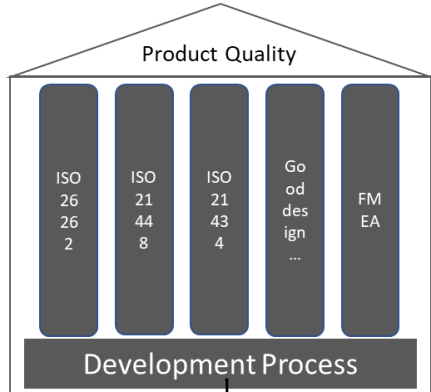 Product Quality
ISO
26
26
2
ISO
21
44
8
ISO
21
43
4
Go
od
des
ign
...
FM
EA
Development Process